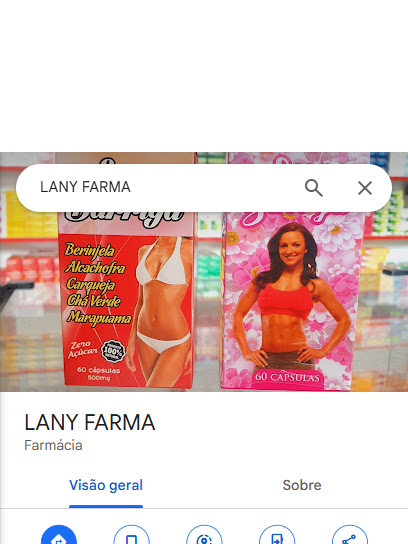 LANY FARMA
Berinjela
Alcachofra
Carqueja
Chá Verde
Marapuama
Zero
Açúcar
100%
60 cápsulas
500mg
60 CÁPSULAS
LANY FARMA
Farmácia
Visão geral
Sobre